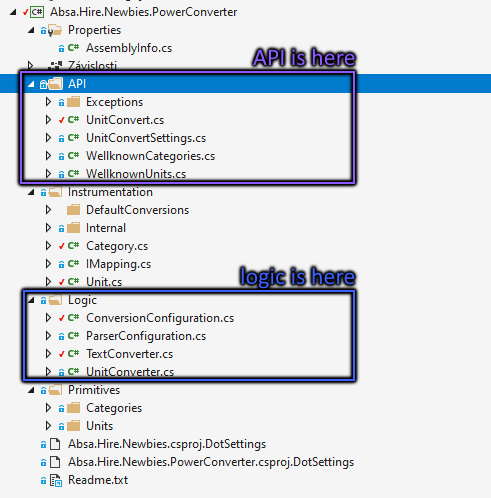 Absa.Hire.Newbies.PowerConverter
Properties
C# AssemblyInfo.cs
Závislosti
API is here
API
Exceptions
C# UnitConvert.cs
C# UnitConvertSettings.cs
C# WellknownCategories.cs
C# WellknownUnits.cs
Instrumentation
DefaultConversions
Internal
C# Category.cs
C# IMapping.cs
C# Unit.cs
logic is here
Logic
C# ConversionConfiguration.cs
C# ParserConfiguration.cs
C# TextConverter.cs
C# UnitConverter.cs
Primitives
Categories
Units
Absa.Hire.Newbies.csproj.DotSettings
Absa.Hire.Newbies.PowerConverter.csproj.DotSettings
Readme.txt